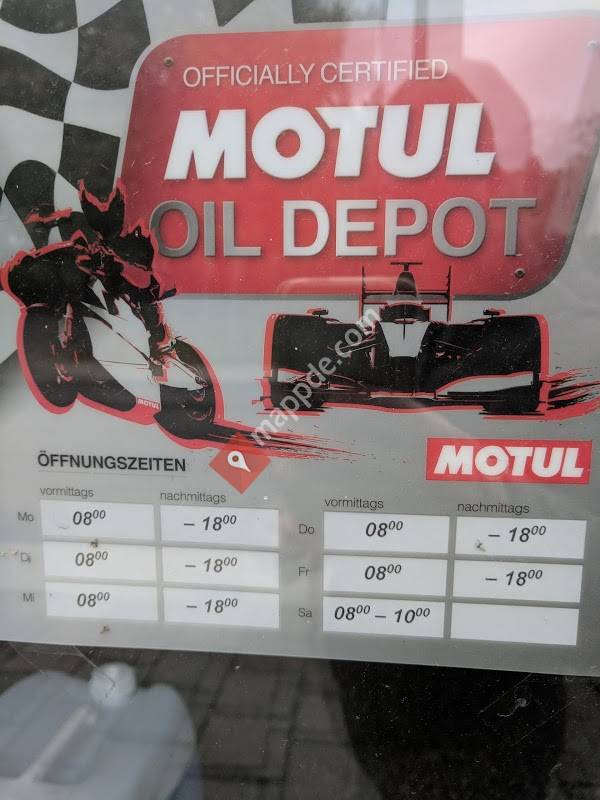 OFFICIALLY CERTIFIED
MOTUL
OIL DEPOT
MOTUL
mappde.com
MOTUL
ÖFFNUNGSZEITEN
vormittags nachmittags
Mo 08⁰⁰ – 18⁰⁰
Di 08⁰⁰ – 18⁰⁰
Mi 08⁰⁰ – 18⁰⁰
vormittags nachmittags
Do 08⁰⁰ – 18⁰⁰
Fr 08⁰⁰ – 18⁰⁰
Sa 08⁰⁰ – 10⁰⁰